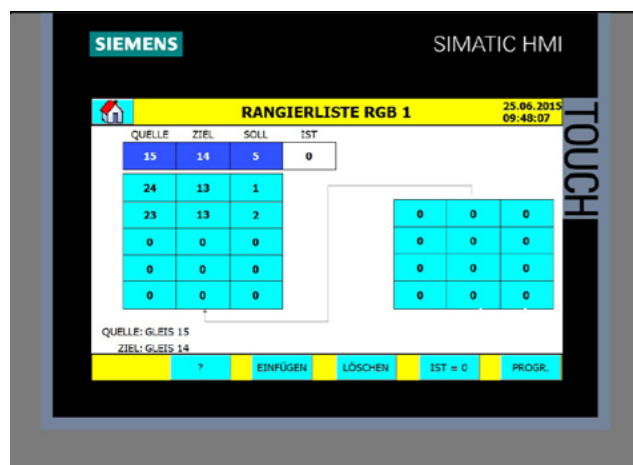 SIEMENS
SIMATIC HMI
TOUCH
RANGIERLISTE RGB 1
25.06.2015
09:48:07
QUELLE ZIEL SOLL IST
15 14 5 0
24 13 1
23 13 2
0 0 0
0 0 0
0 0 0
0 0 0
0 0 0
0 0 0
0 0 0
QUELLE: GLEIS 15
ZIEL: GLEIS 14
? EINFÜGEN LÖSCHEN IST = 0 PROGR.